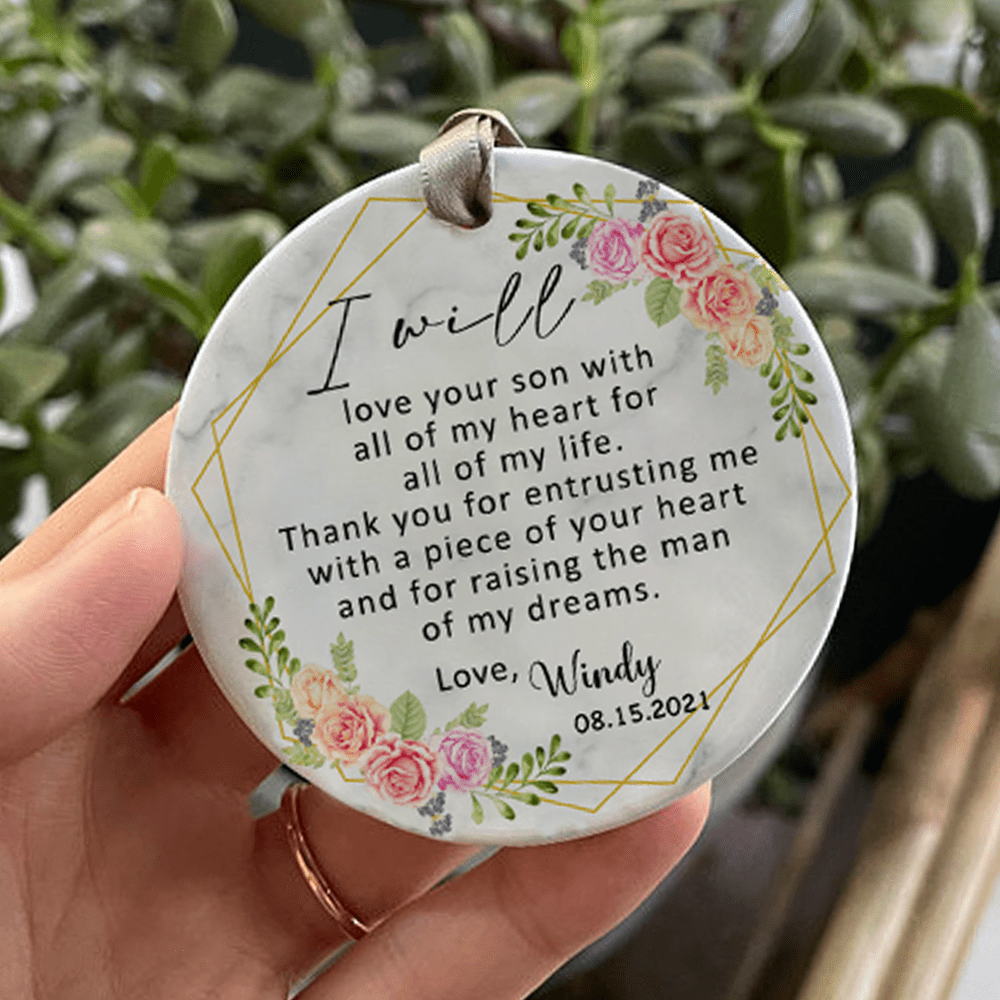 I will
love your son with
all of my heart for
all of my life.
Thank you for entrusting me
with a piece of your heart
and for raising the man
of my dreams.
Love, Windy
08.15.2021